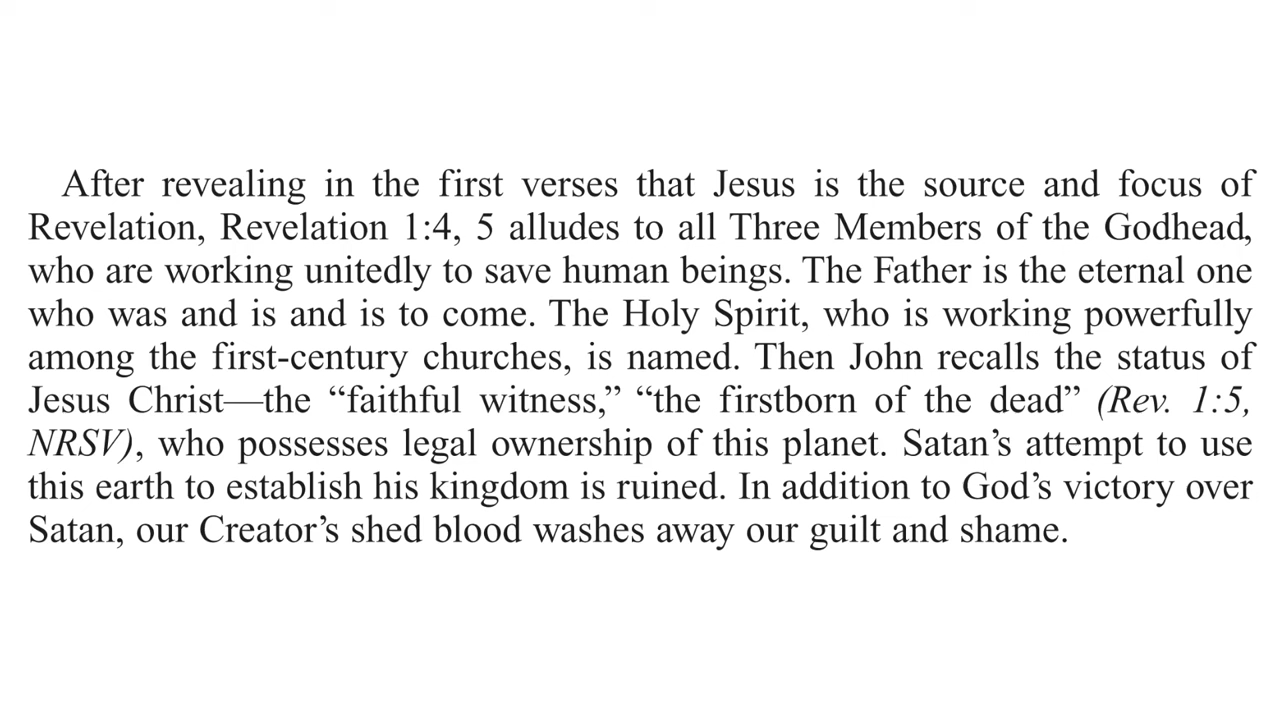 After revealing in the first verses that Jesus is the source and focus of
Revelation, Revelation 1:4, 5 alludes to all Three Members of the Godhead,
who are working unitedly to save human beings. The Father is the eternal one
who was and is and is to come. The Holy Spirit, who is working powerfully
among the first-century churches, is named. Then John recalls the status of
Jesus Christ—the “faithful witness,” “the firstborn of the dead” (Rev. 1:5,
NRSV), who possesses legal ownership of this planet. Satan’s attempt to use
this earth to establish his kingdom is ruined. In addition to God’s victory over
Satan, our Creator’s shed blood washes away our guilt and shame.